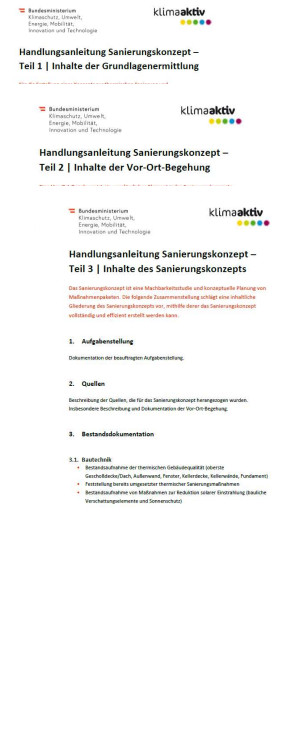 Bundesministerium
Klimaschutz, Umwelt,
Energie, Mobilität,
Innovation und Technologie
klimaaktiv
Handlungsanleitung Sanierungskonzept –
Teil 1 | Inhalte der Grundlagenermittlung
Bundesministerium
Klimaschutz, Umwelt,
Energie, Mobilität,
Innovation und Technologie
klimaaktiv
Handlungsanleitung Sanierungskonzept –
Teil 2 | Inhalte der Vor-Ort-Begehung
Bundesministerium
Klimaschutz, Umwelt,
Energie, Mobilität,
Innovation und Technologie
klimaaktiv
Handlungsanleitung Sanierungskonzept –
Teil 3 | Inhalte des Sanierungskonzepts
Das Sanierungskonzept ist eine Machbarkeitsstudie und konzeptuelle Planung von
Maßnahmenpaketen. Die folgende Zusammenstellung schlägt eine inhaltliche
Gliederung des Sanierungskonzepts vor, mithilfe derer das Sanierungskonzept
vollständig und effizient erstellt werden kann.
1. Aufgabenstellung
Dokumentation der beauftragten Aufgabenstellung.
2. Quellen
Beschreibung der Quellen, die für das Sanierungskonzept herangezogen wurden.
Insbesondere Beschreibung und Dokumentation der Vor-Ort-Begehung.
3. Bestandsdokumentation
3.1. Bautechnik
• Bestandsaufnahme der thermischen Gebäudequalität (oberste
Geschoßdecke/Dach, Außenwand, Fenster, Kellerdecke, Kellerwände, Fundament)
• Feststellung bereits umgesetzter thermischer Sanierungsmaßnahmen
• Bestandsaufnahme von Maßnahmen zur Reduktion solarer Einstrahlung (bauliche
Verschattungselemente und Sonnenschutz)